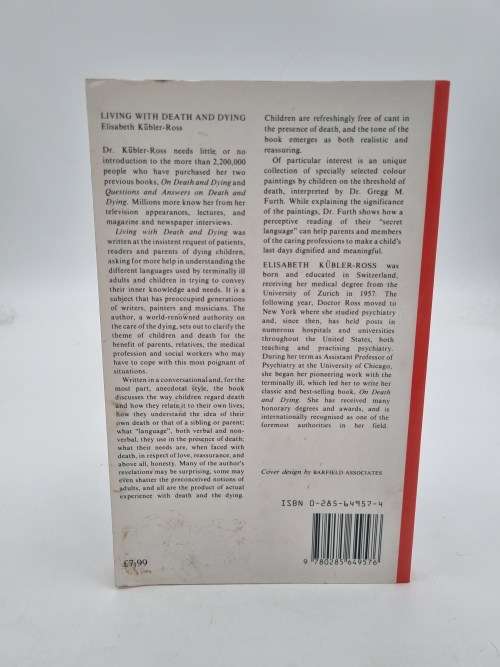 LIVING WITH DEATH AND DYING
Elisabeth Kübler-Ross
Dr. Kübler-Ross needs little or no
introduction to the more than 2,200,000
people who have purchased her two
previous books, On Death and Dying and
Questions and Answers on Death and
Dying. Millions more know her from her
television appearances, lectures, and
magazine and newspaper interviews.
Living with Death and Dying was
written at the insistent request of patients,
readers and parents of dying children,
asking for more help in understanding the
different languages used by terminally ill
adults and children in trying to convey
their inner knowledge and needs. It is a
subject that has preoccupied generations
of writers, painters and musicians. The
author, a world-renowned authority on
the care of the dying, sets out to clarify the
theme of children and death for the
benefit of parents, relatives, the medical
profession and social workers who may
have to cope with this most poignant of
situations.
Written in a conversational and, for the
most part, anecdotal style, the book
discusses the way children regard death
and how they relate it to their own lives;
how they understand the idea of their
own death or that of a sibling or parent;
what "language", both verbal and non-
verbal, they use in the presence of death;
what their needs are, when faced with
death, in respect of love, reassurance, and
above all, honesty. Many of the author's
revelations may be surprising, some may
even shatter the preconceived notions of
adults, and all are the product of actual
experience with death and the dying.
£7.99
Children are refreshingly free of cant in
the presence of death, and the tone of the
book emerges as both realistic and
reassuring.
Of particular interest is an unique
collection of specially selected colour
paintings by children on the threshold of
death, interpreted by Dr. Gregg M.
Furth. While explaining the significance
of the paintings, Dr. Furth shows how a
perceptive reading of their "secret
language" can help parents and members
of the caring professions to make a child's
last days dignified and meaningful.
ELISABETH KÜBLER-ROSS was
born and educated in Switzerland,
receiving her medical degree from the
University of Zurich in 1957. The
following year, Doctor Ross moved to
New York where she studied psychiatry
and, since then, has held posts in
numerous hospitals and universities
throughout the United States, both
teaching and practising psychiatry.
During her term as Assistant Professor of
Psychiatry at the University of Chicago,
she began her pioneering work with the
terminally ill, which led her to write her
classic and best-selling book, On Death
and Dying. She has received many
honorary degrees and awards, and is
internationally recognised as one of the
foremost authorities in her field.
Cover design by BARFIELD ASSOCIATES
ISBN 0-285-64957-4
9 780285 649576